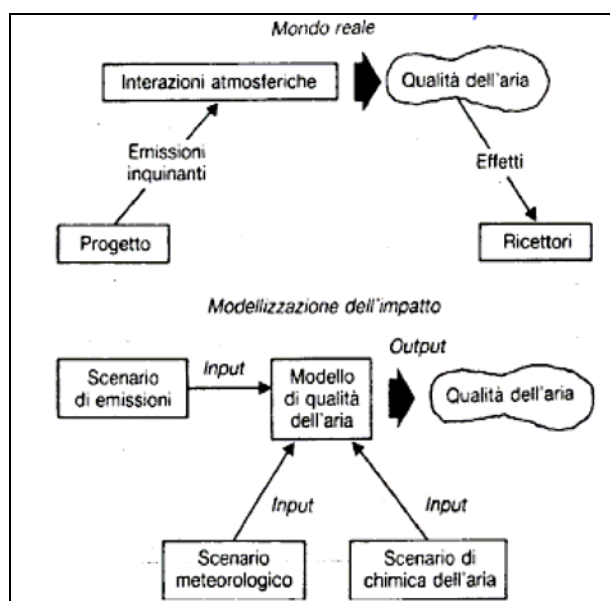 Mondo reale
Interazioni atmosferiche
Qualità dell'aria
Emissioni
inquinanti
Effetti
Progetto
Ricettori
Modellizzazione dell'impatto
Output
Input
Scenario
di emissioni
Modello
di qualità
dell'aria
Qualità dell'aria
Input
Input
Scenario
meteorologico
Scenario di
chimica dell'aria